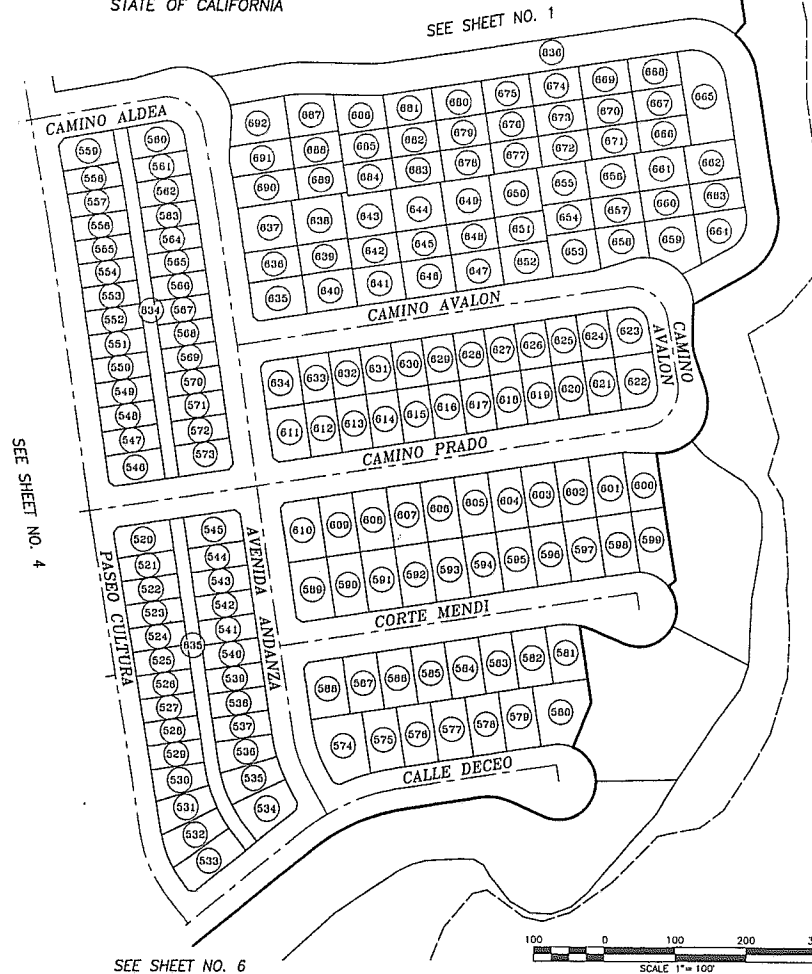 STATE OF CALIFORNIA
SEE SHEET NO. 1
836
CAMINO ALDEA
692 687 686 681 680 675 674 669 668 665
691 688 685 682 679 676 673 670 667
690 689 684 683 678 677 672 671 666
637 638 643 644 649 650 655 656 661 662
636 639 642 645 648 651 654 657 660 663
635 640 641 646 647 652 653 658 659 664
559 560
558 561
557 562
556 563
555 564
554 565
553 566
552 834 567
551 568
550 569
549 570
548 571
547 572
546 573
CAMINO AVALON
CAMINO AVALON
634 633 632 631 630 629 628 627 626 625 624 623
611 612 613 614 615 616 617 618 619 620 621 622
CAMINO PRADO
SEE SHEET NO. 4
PASEO CULTURA
AVENIDA ANDANZA
520 545
521 544
522 543
523 542
524 835 541
525 540
526 539
527 538
528 537
529 536
530 535
531 534
532
533
610 609 608 607 606 605 604 603 602 601 600
589 590 591 592 593 594 595 596 597 598 599
CORTE MENDI
588 587 586 585 584 583 582 581
574 575 576 577 578 579 580
CALLE DECEO
SEE SHEET NO. 6
100 0 100 200
SCALE 1"= 100'